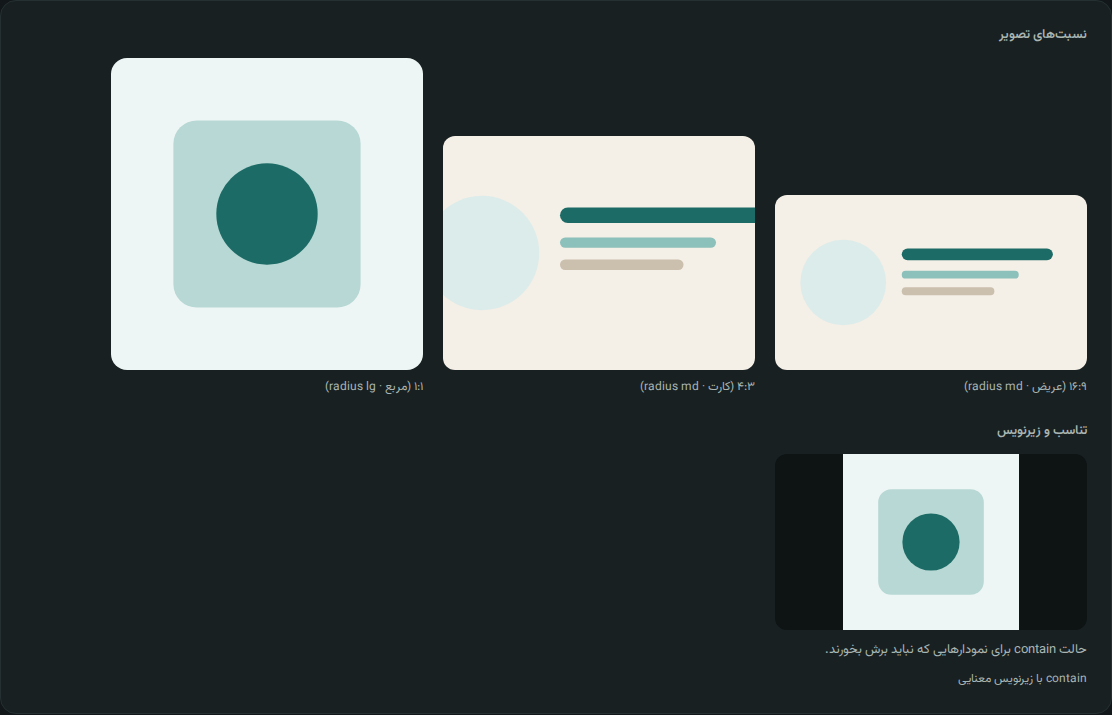 نسبت‌های تصویر
۱۶:۹ (عریض · radius md)
۴:۳ (کارت · radius md)
۱:۱ (مربع · radius lg)
تناسب و زیرنویس
حالت contain برای نمودارهایی که نباید برش بخورند.
contain با زیرنویس معنایی